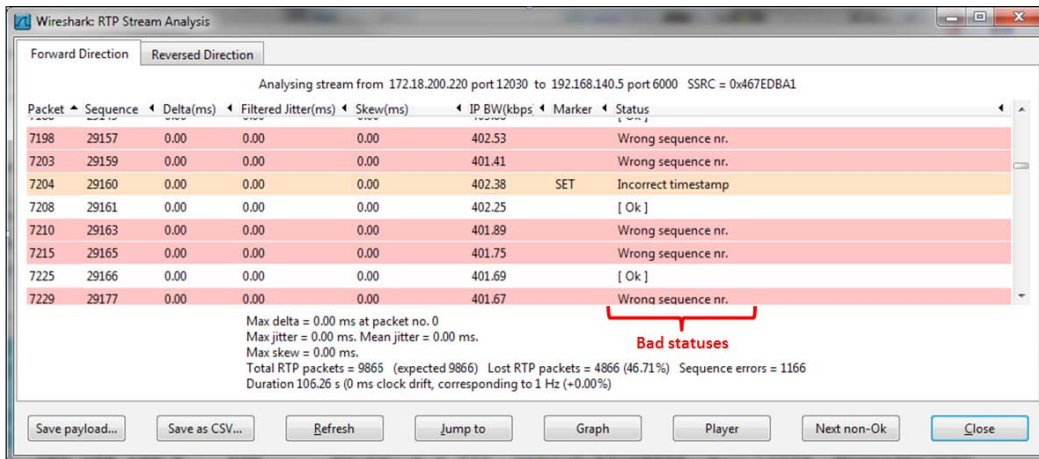 Wireshark: RTP Stream Analysis
Forward Direction Reversed Direction
Analysing stream from 172.18.200.220 port 12030 to 192.168.140.5 port 6000 SSRC = 0x467EDBA1
Packet Sequence Delta(ms) Filtered Jitter(ms) Skew(ms) IP BW(kbps) Marker Status
7198 29157 0.00 0.00 0.00 402.53 Wrong sequence nr.
7203 29159 0.00 0.00 0.00 401.41 Wrong sequence nr.
7204 29160 0.00 0.00 0.00 402.38 SET Incorrect timestamp
7208 29161 0.00 0.00 0.00 402.25 [ Ok ]
7210 29163 0.00 0.00 0.00 401.89 Wrong sequence nr.
7215 29165 0.00 0.00 0.00 401.75 Wrong sequence nr.
7225 29166 0.00 0.00 0.00 401.69 [ Ok ]
7229 29177 0.00 0.00 0.00 401.67 Wrong sequence nr.
Bad statuses
Max delta = 0.00 ms at packet no. 0
Max jitter = 0.00 ms. Mean jitter = 0.00 ms.
Max skew = 0.00 ms.
Total RTP packets = 9865 (expected 9866) Lost RTP packets = 4866 (46.71%) Sequence errors = 1166
Duration 106.26 s (0 ms clock drift, corresponding to 1 Hz (+0.00%)
Save payload... Save as CSV... Refresh Jump to Graph Player Next non-Ok Close